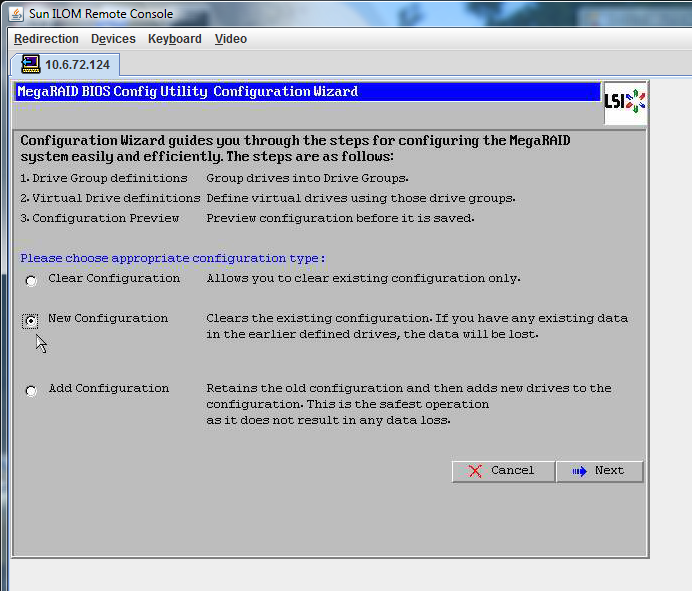 Sun ILOM Remote Console
Redirection Devices Keyboard Video
10.6.72.124
MegaRAID BIOS Config Utility Configuration Wizard
LSI
Configuration Wizard guides you through the steps for configuring the MegaRAID
system easily and efficiently. The steps are as follows:
1. Drive Group definitions Group drives into Drive Groups.
2. Virtual Drive definitions Define virtual drives using those drive groups.
3. Configuration Preview Preview configuration before it is saved.
Please choose appropriate configuration type:
Clear Configuration Allows you to clear existing configuration only.
New Configuration Clears the existing configuration. If you have any existing data
in the earlier defined drives, the data will be lost.
Add Configuration Retains the old configuration and then adds new drives to the
configuration. This is the safest operation
as it does not result in any data loss.
Cancel Next